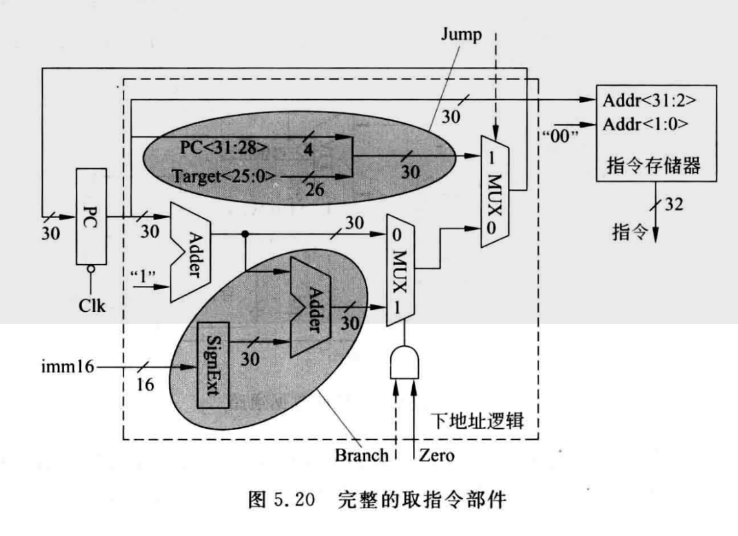 Jump
30
Addr<31:2>
"00"
Addr<1:0>
指令存储器
32
指令
PC<31:28>
4
Target<25:0>
26
30
1
MUX
0
PC
30
30
Clk
"1"
Adder
30
0
MUX
1
Adder
30
SignExt
30
imm16
16
下地址逻辑
Branch
Zero
图 5.20 完整的取指令部件